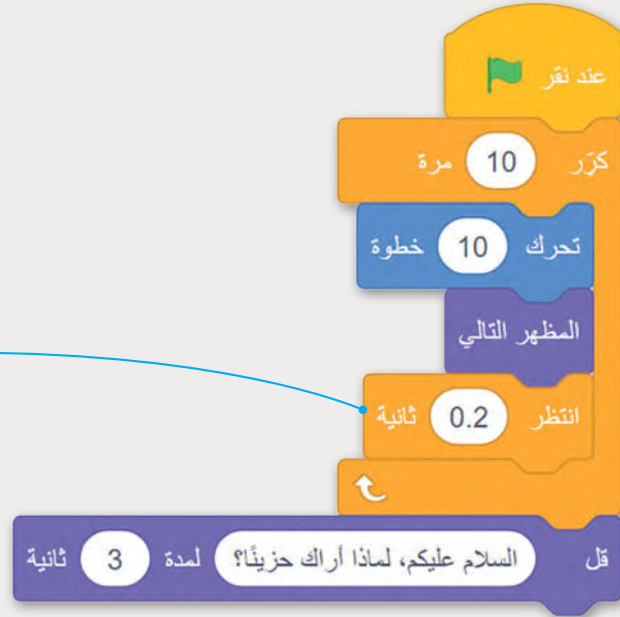 عند نقر
كرّر 10 مرة
تحرك 10 خطوة
المظهر التالي
انتظر 0.2 ثانية
قل السلام عليكم، لماذا أراك حزينًا؟ لمدة 3 ثانية